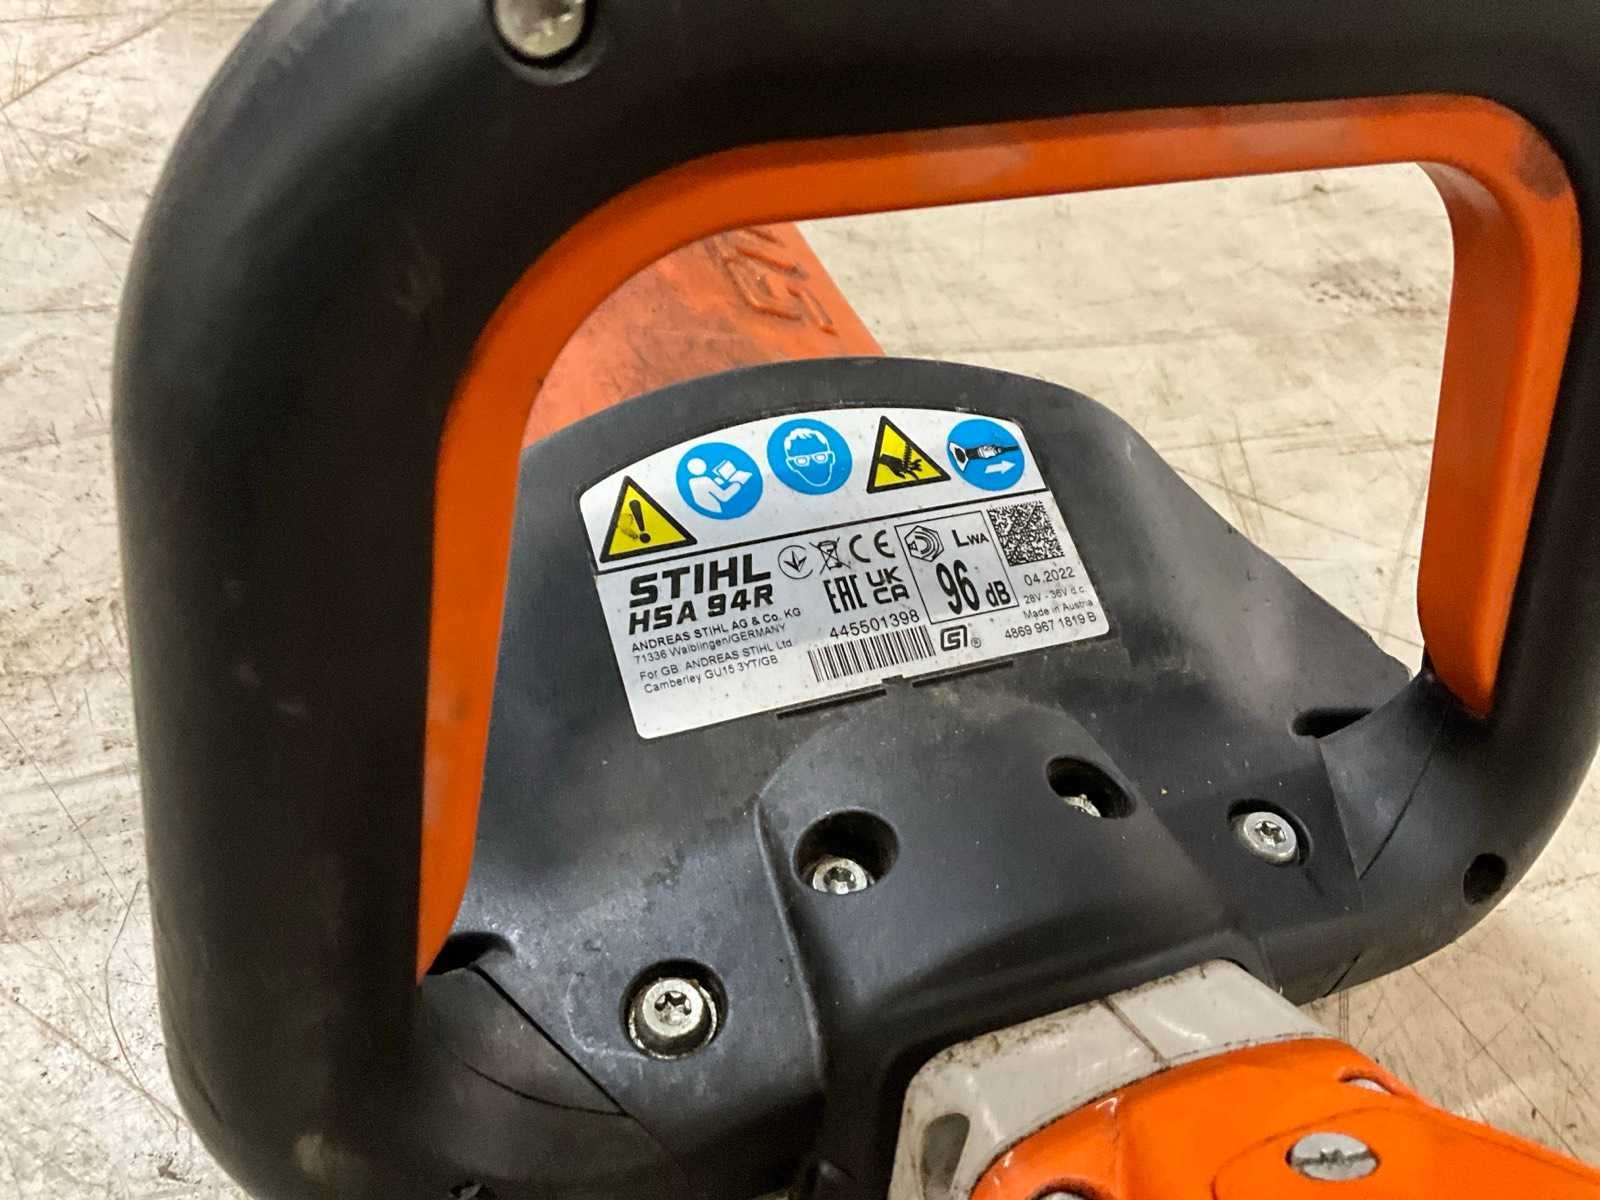 STIHL
HSA 94R
ANDREAS STIHL AG & Co. KG
71336 Waiblingen/GERMANY
For GB. ANDREAS STIHL Ltd
Camberley GU15 3YT/GB
CE
EAC UK
CA
445501398
LWA
96 dB
04.2022
28V - 36V d.c.
Made in Austria
4869 967 1819 B